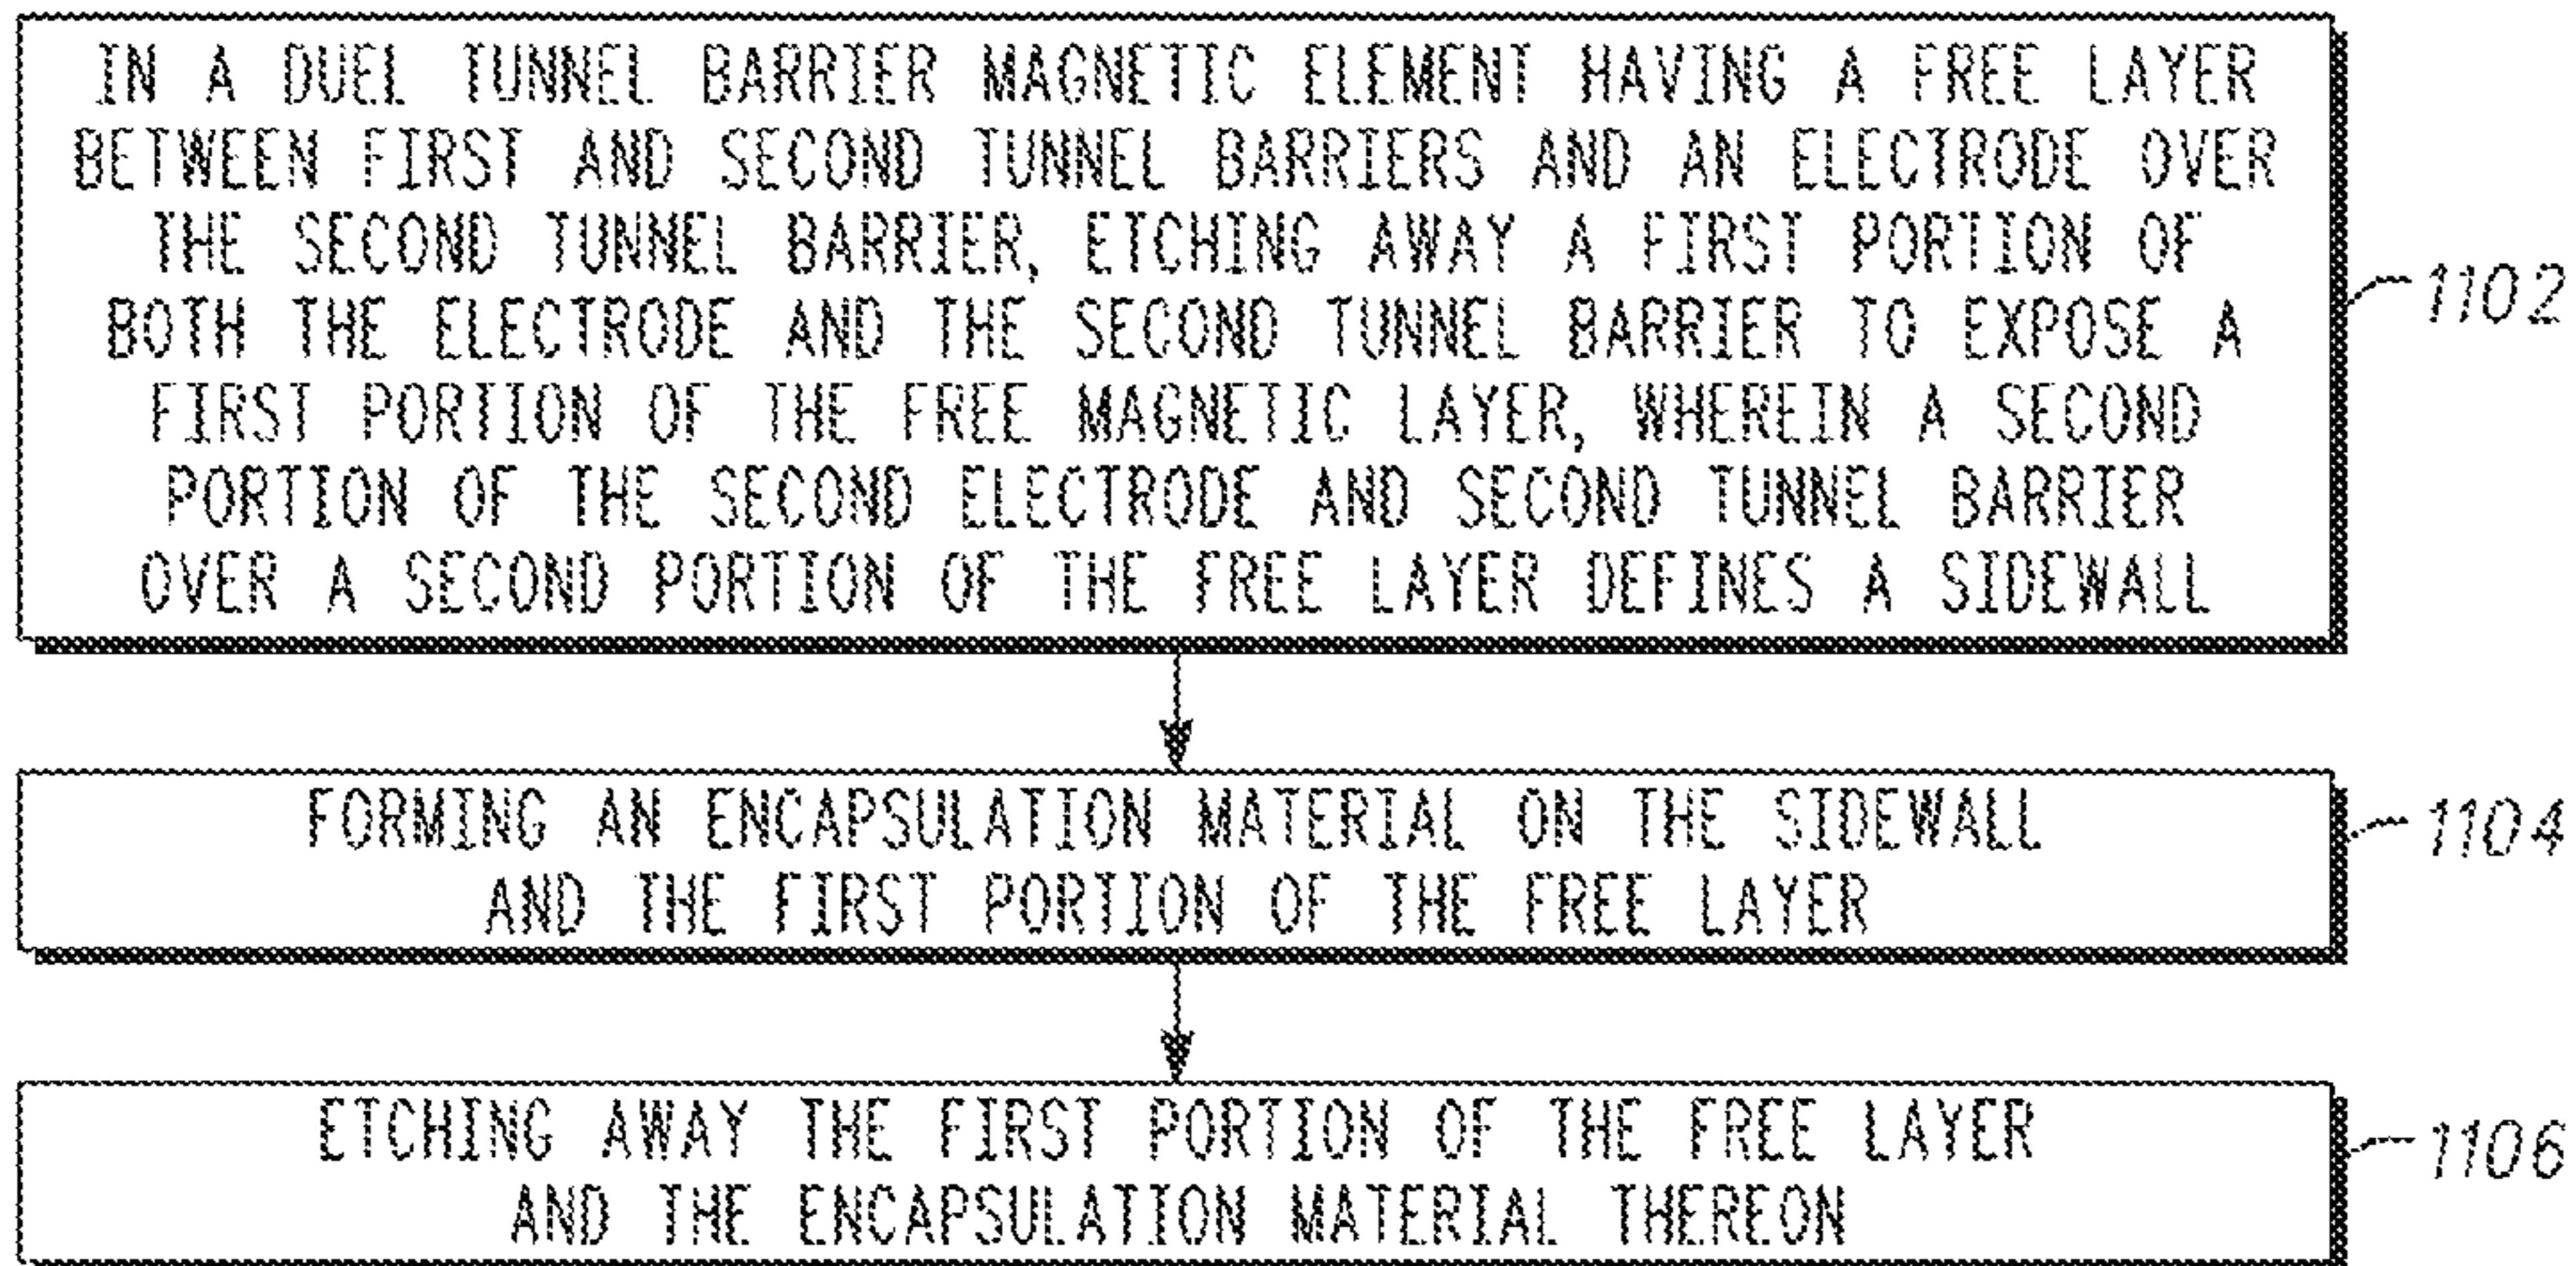 IN A DUEL TUNNEL BARRIER MAGNETIC ELEMENT HAVING A FREE LAYER
BETWEEN FIRST AND SECOND TUNNEL BARRIERS AND AN ELECTRODE OVER
THE SECOND TUNNEL BARRIER, ETCHING AWAY A FIRST PORTION OF
BOTH THE ELECTRODE AND THE SECOND TUNNEL BARRIER TO EXPOSE A
FIRST PORTION OF THE FREE MAGNETIC LAYER, WHEREIN A SECOND
PORTION OF THE SECOND ELECTRODE AND SECOND TUNNEL BARRIER
OVER A SECOND PORTION OF THE FREE LAYER DEFINES A SIDEWALL
1102
FORMING AN ENCAPSULATION MATERIAL ON THE SIDEWALL
AND THE FIRST PORTION OF THE FREE LAYER
1104
ETCHING AWAY THE FIRST PORTION OF THE FREE LAYER
AND THE ENCAPSULATION MATERIAL THEREON
1106